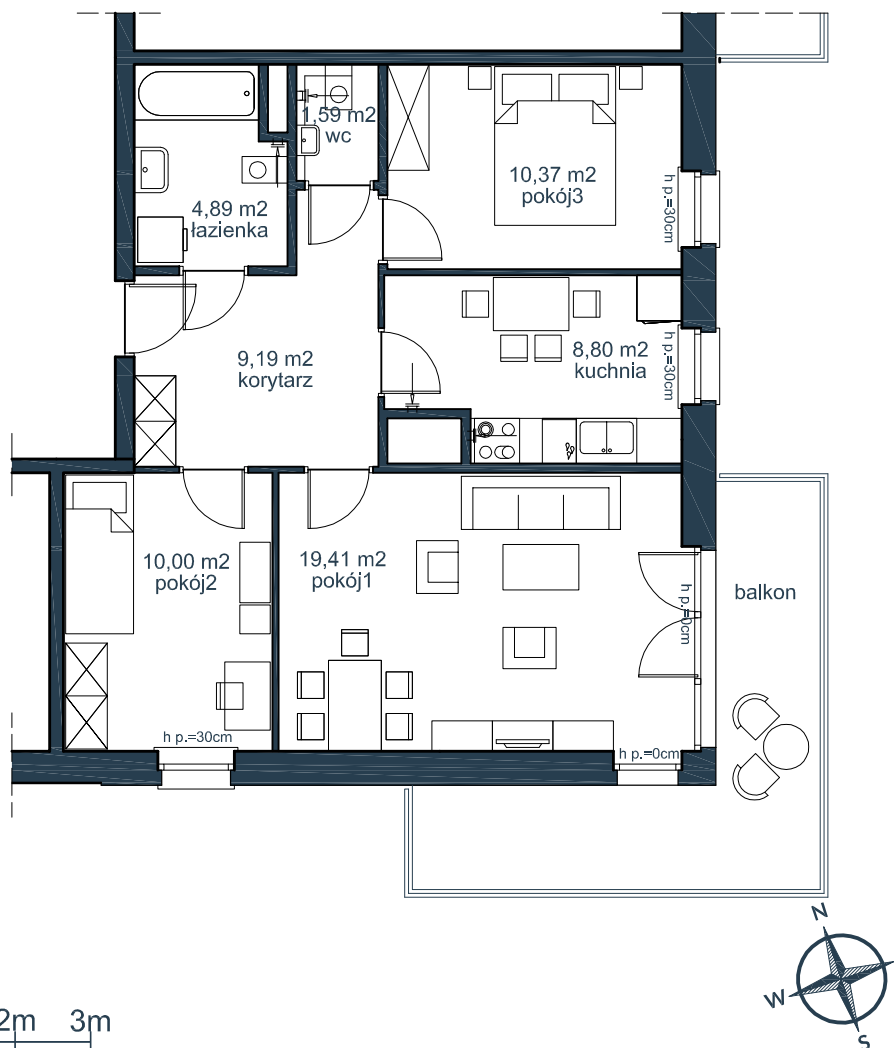 1,59 m2
wc
10,37 m2
pokój3
h p.=30cm
4,89 m2
łazienka
9,19 m2
korytarz
8,80 m2
kuchnia
h p.=30cm
10,00 m2
pokój2
19,41 m2
pokój1
h p.=0cm
balkon
h p.=30cm
h p.=0cm
N
W
S
2m 3m